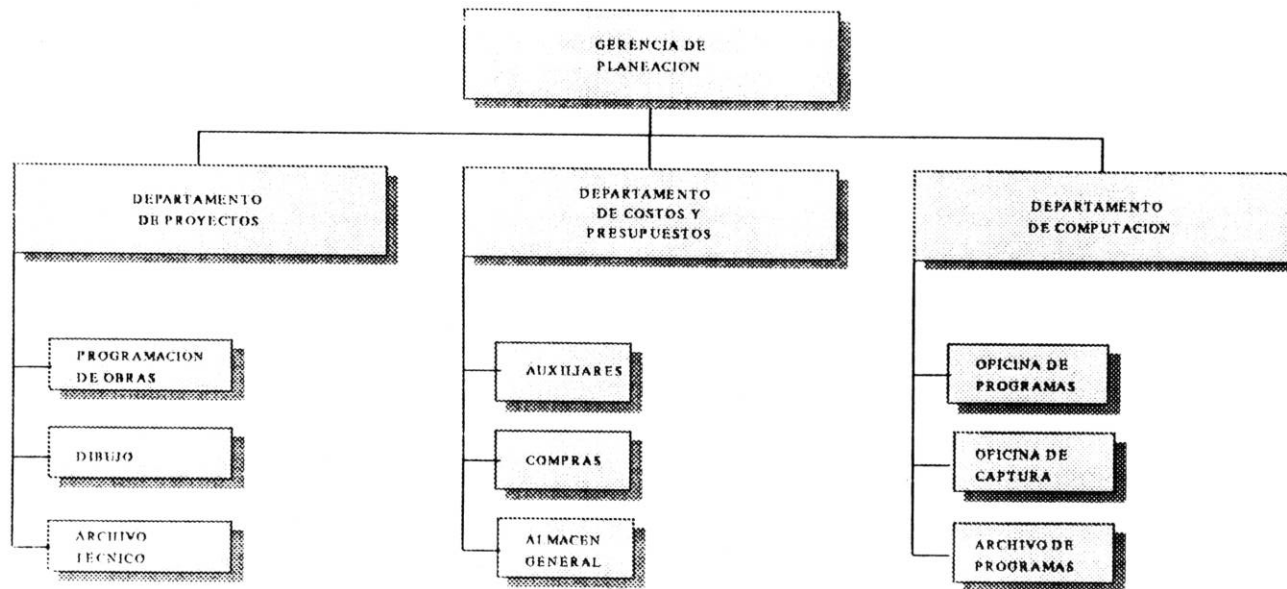 GERENCIA DE
PLANEACION
DEPARTAMENTO
DE PROYECTOS
DEPARTAMENTO
DE COSTOS Y
PRESUPUESTOS
DEPARTAMENTO
DE COMPUTACION
PROGRAMACION
DE OBRAS
DIBUJO
ARCHIVO
TECNICO
AUXILIARES
COMPRAS
ALMACEN
GENERAL
OFICINA DE
PROGRAMAS
OFICINA DE
CAPTURA
ARCHIVO DE
PROGRAMAS